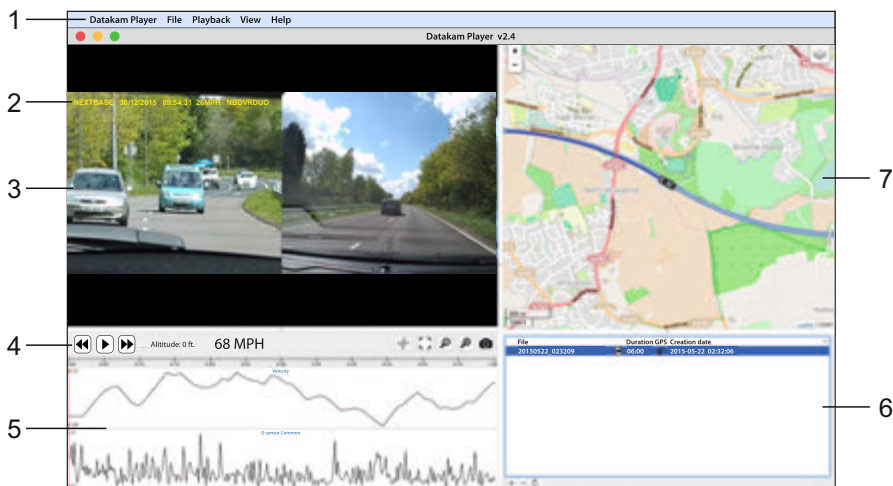 1
Datakam Player File Playback View Help
Datakam Player v2.4
2
NEXTBASE 30/12/2015 09:54:31 26MPH NBDVRDUO
3
7
4
Alititude: 0 ft. 68 MPH
File Duration GPS Creation date
20150522_023209 06:00 2015-05-22 02:32:06
Velocity
5
G sensor Common
6